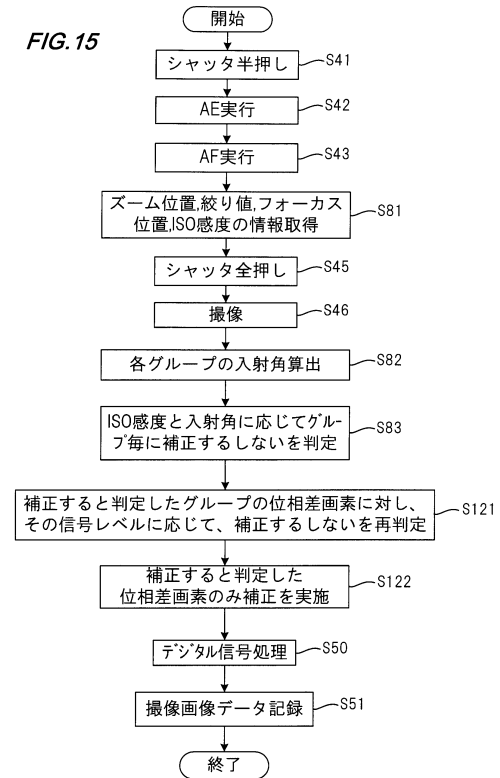 FIG.15
開始
シャッタ半押し
S41
AE実行
S42
AF実行
S43
ズーム位置,絞り値,フォーカス
位置,ISO感度の情報取得
S81
シャッタ全押し
S45
撮像
S46
各グループの入射角算出
S82
ISO感度と入射角に応じてグルー
プ毎に補正するしないを判定
S83
補正すると判定したグループの位相差画素に対し、
その信号レベルに応じて、補正するしないを再判定
S121
補正すると判定した
位相差画素のみ補正を実施
S122
デジタル信号処理
S50
撮像画像データ記録
S51
終了